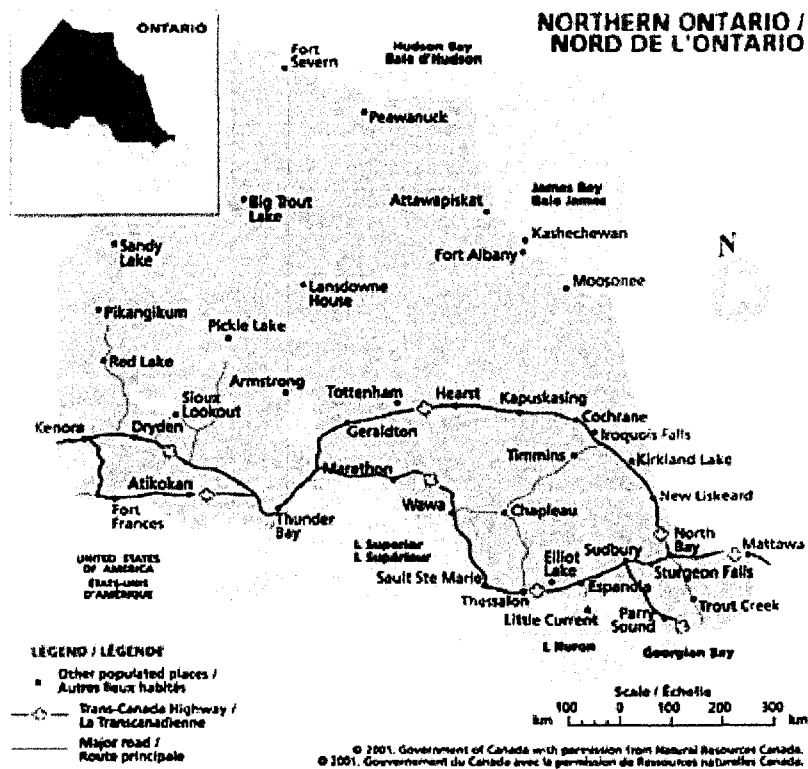 NORTHERN ONTARIO /
NORD DE L'ONTARIO
ONTARIO
Fort
Severn
Hudson Bay
Baie d'Hudson
Peawanuck
Big Trout
Lake
Attawapiskat
James Bay
Baie James
Kashechewan
Fort Albany
N
Sandy
Lake
Lansdowne
House
Moosonee
Pikangikum
Pickle Lake
Red Lake
Armstrong
Sioux
Lookout
Tottenham
Hearst
Kapuskasing
Kenora
Dryden
Geraldton
Cochrane
Iroquois Falls
Timmins
Kirkland Lake
Marethon
Atikokan
New Liskeard
Fort
Frances
Thunder
Bay
Wawa
Chapleau
North
Bay
Mattawa
L Superior
L Supérieur
UNITED STATES
OF AMERICA
ÉTATS-UNIS
D'AMÉRIQUE
Sudbury
Elliot
Lake
Sturgeon Falls
Sault Ste Marie
Espanola
Thessalon
Little Current
Parry
Sound
Trout Creek
L Huron
Georgian Bay
LEGEND / LÉGENDE
Other populated places /
Autres lieux habités
Trans-Canada Highway /
La Transcanadienne
Major road /
Route principale
Scale / Échelle
100 0 100 200 300
km km
© 2001. Government of Canada with permission from Natural Resources Canada.
© 2001. Gouvernement du Canada avec la permission de Ressources naturelles Canada.